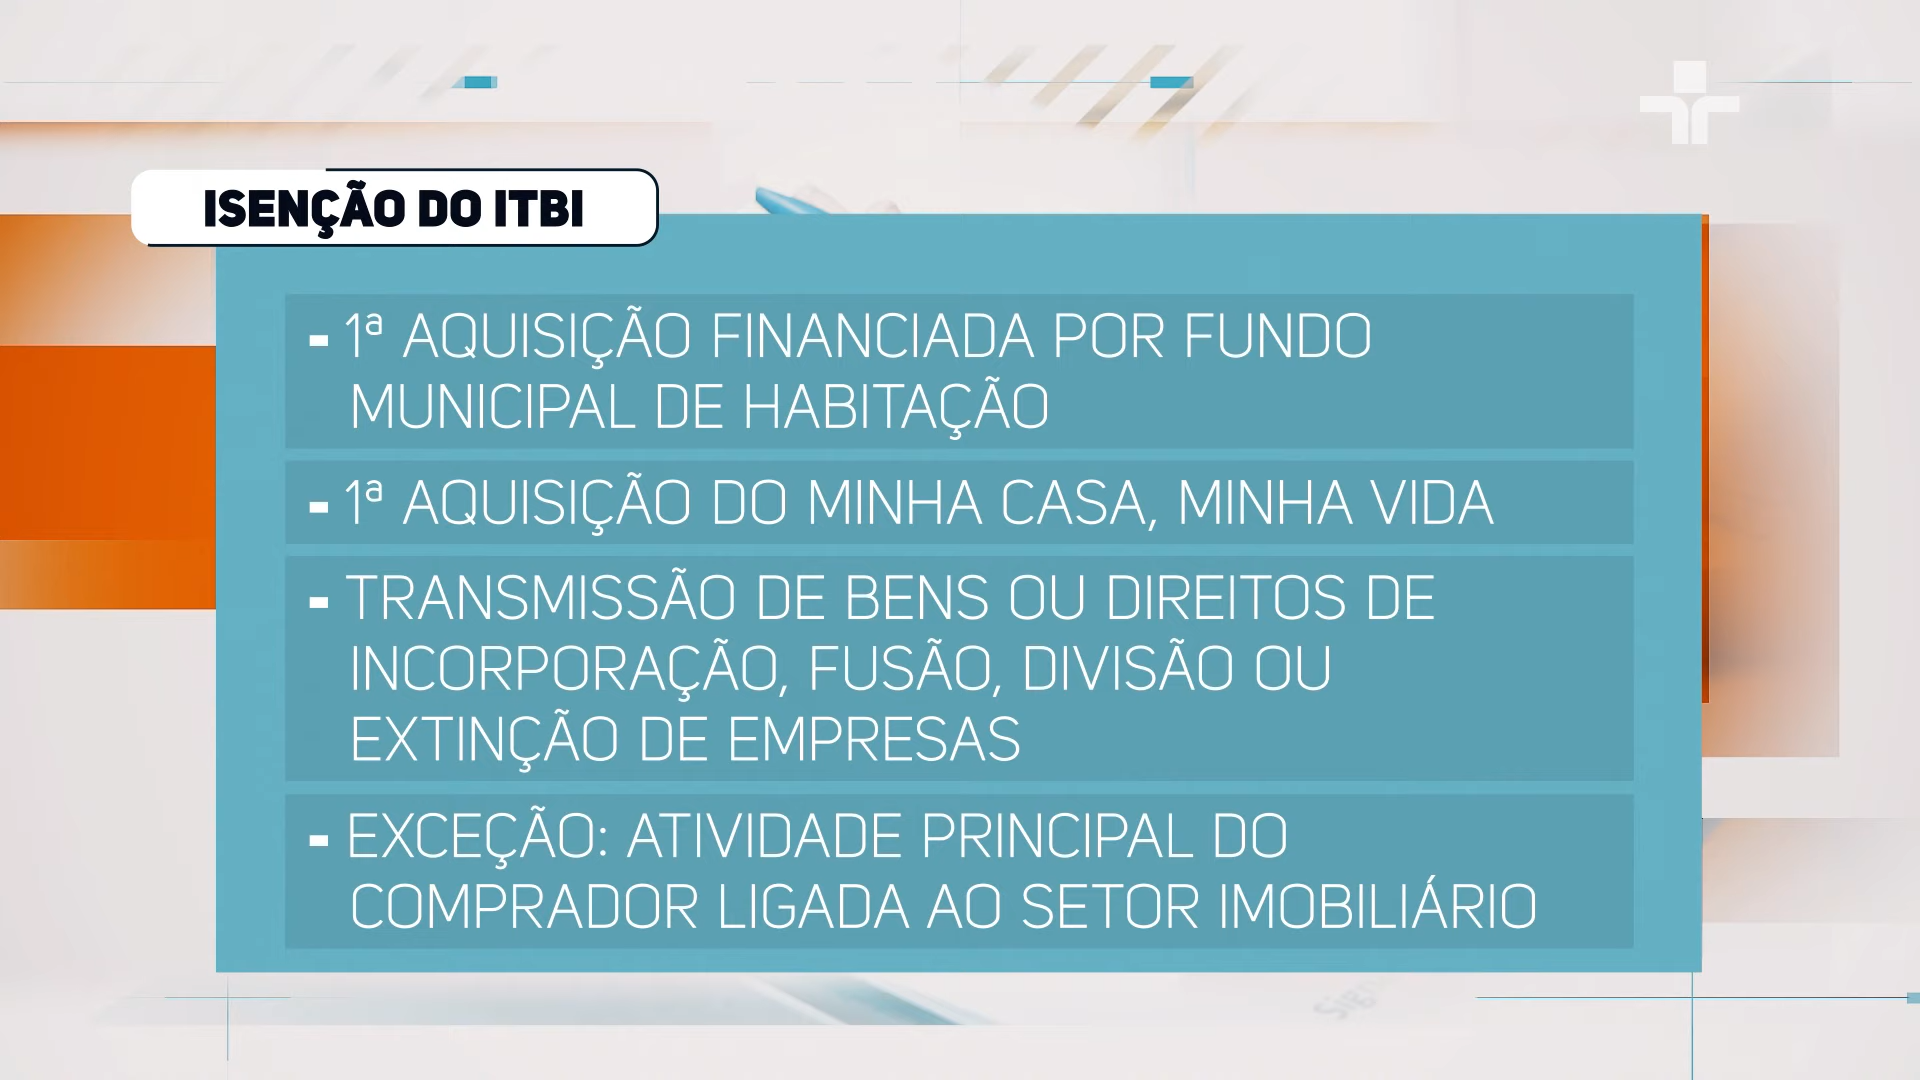 ISENÇÃO DO ITBI
- 1ª AQUISIÇÃO FINANCIADA POR FUNDO
MUNICIPAL DE HABITAÇÃO
- 1ª AQUISIÇÃO DO MINHA CASA, MINHA VIDA
- TRANSMISSÃO DE BENS OU DIREITOS DE
INCORPORAÇÃO, FUSÃO, DIVISÃO OU
EXTINÇÃO DE EMPRESAS
- EXCEÇÃO: ATIVIDADE PRINCIPAL DO
COMPRADOR LIGADA AO SETOR IMOBILIÁRIO